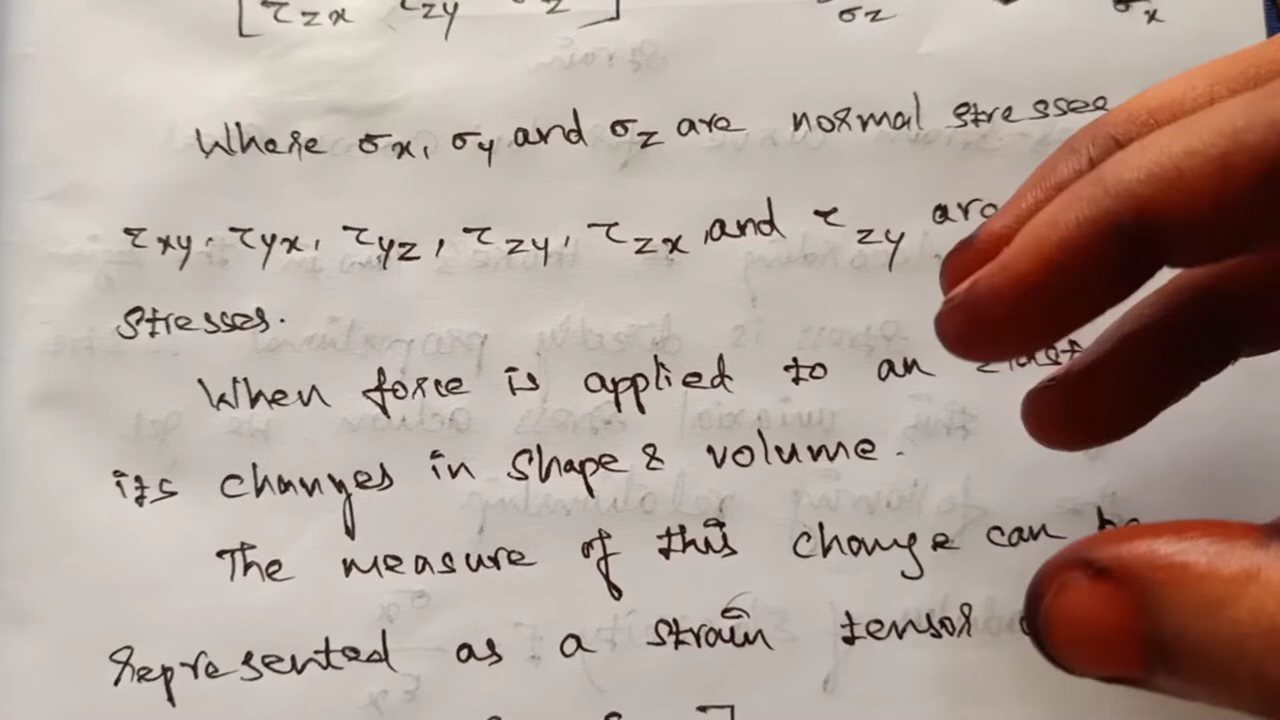 τzx τzy σz σz σx
Where σx, σy and σz are normal stresses
τxy, τyx, τyz, τzy, τzx and τzy are
stresses.
When force is applied to an
its changes in shape & volume.
The measure of this change can be
represented as a strain tensor